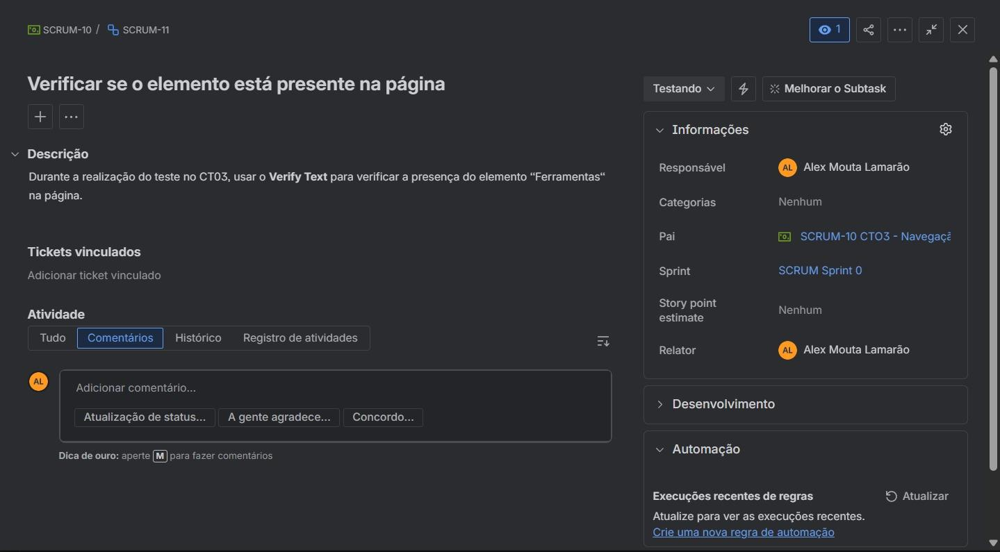 SCRUM-10 / SCRUM-11
1
Verificar se o elemento está presente na página
Testando
Melhorar o Subtask
Descrição
Durante a realização do teste no CT03, usar o Verify Text para verificar a presença do elemento “Ferramentas“
na página.
Tickets vinculados
Adicionar ticket vinculado
Atividade
Tudo Comentários Histórico Registro de atividades
AL
Adicionar comentário...
Atualização de status... A gente agradece... Concordo...
Dica de ouro: aperte M para fazer comentários
Informações
Responsável AL Alex Mouta Lamarão
Categorias Nenhum
Pai SCRUM-10 CTO3 - Navegaçã
Sprint SCRUM Sprint 0
Story point
estimate Nenhum
Relator AL Alex Mouta Lamarão
Desenvolvimento
Automação
Execuções recentes de regras Atualizar
Atualize para ver as execuções recentes.
Crie uma nova regra de automação